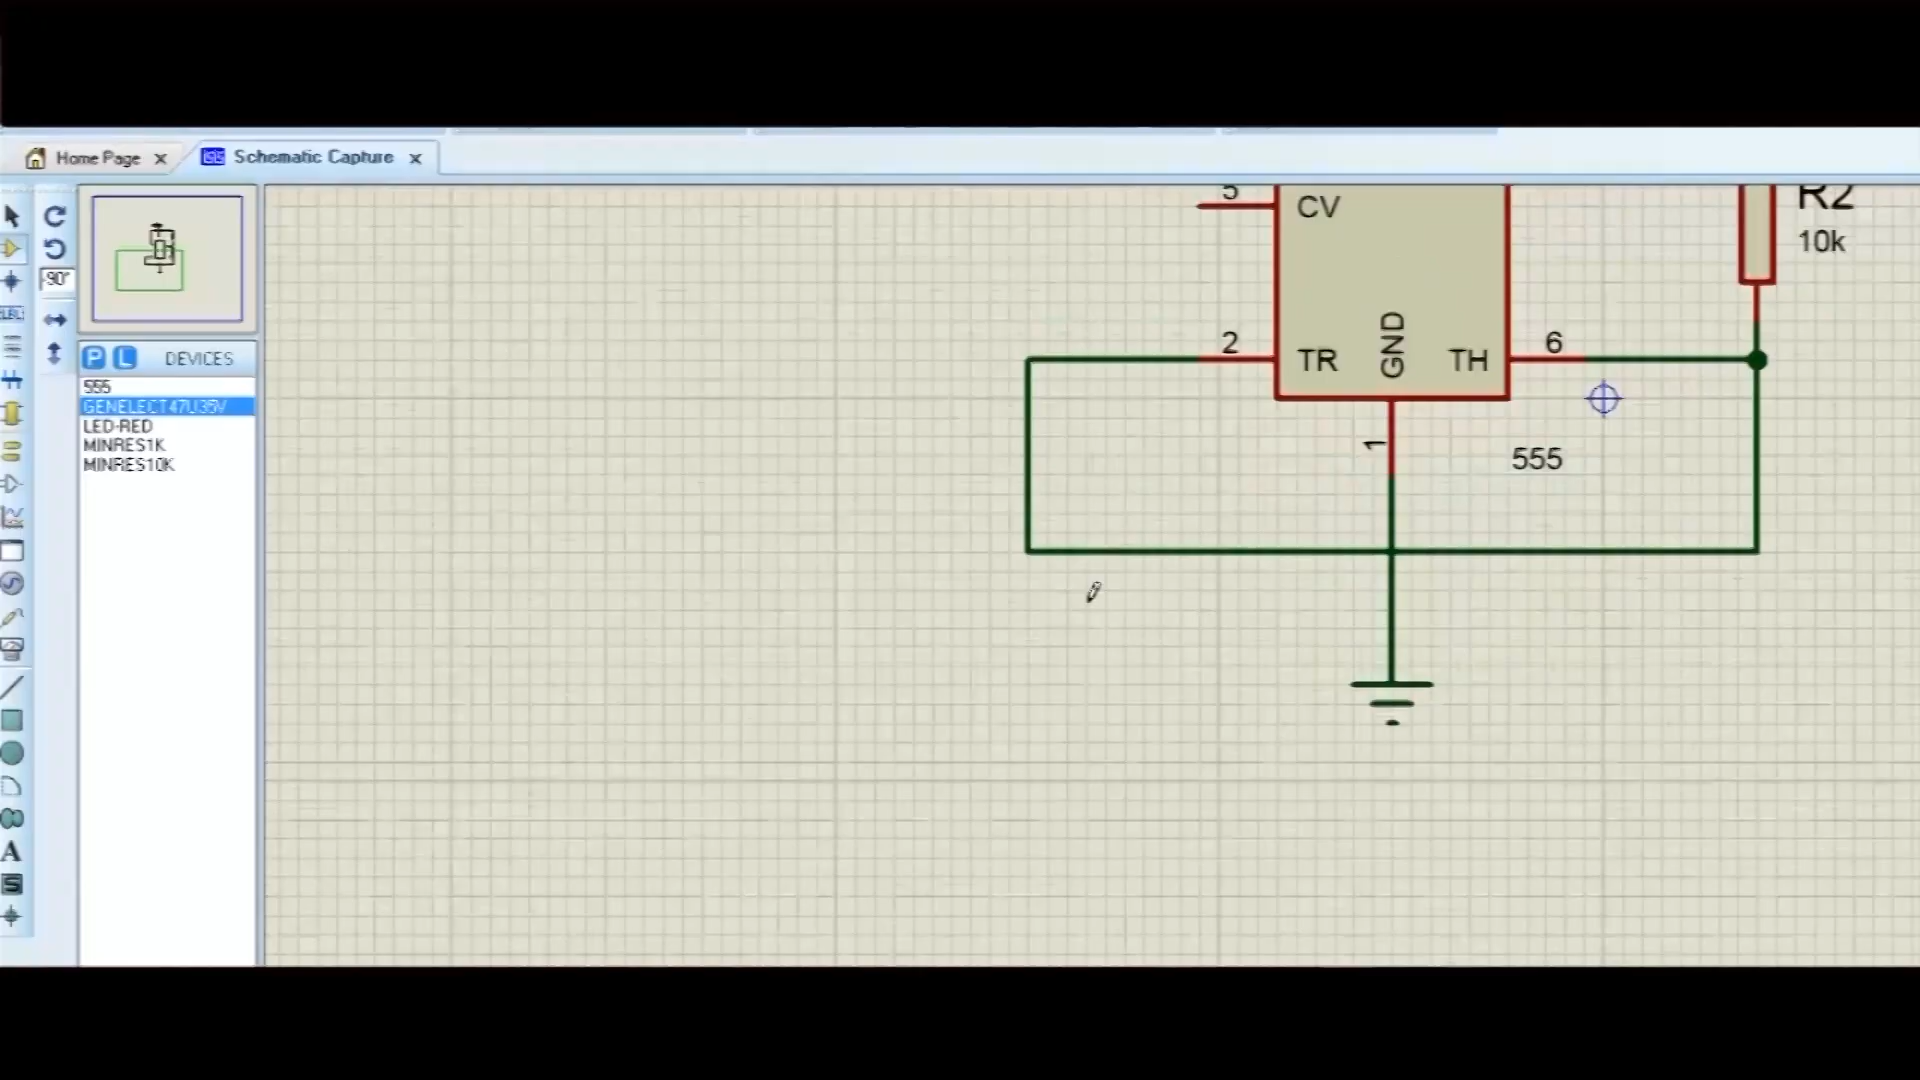 Home Page
Schematic Capture
-90°
LBL
P L DEVICES
555
GENELECT47U35V
LED-RED
MINRES1K
MINRES10K
A
S
5
CV
2
TR
GND
TH
6
1
555
R2
10k